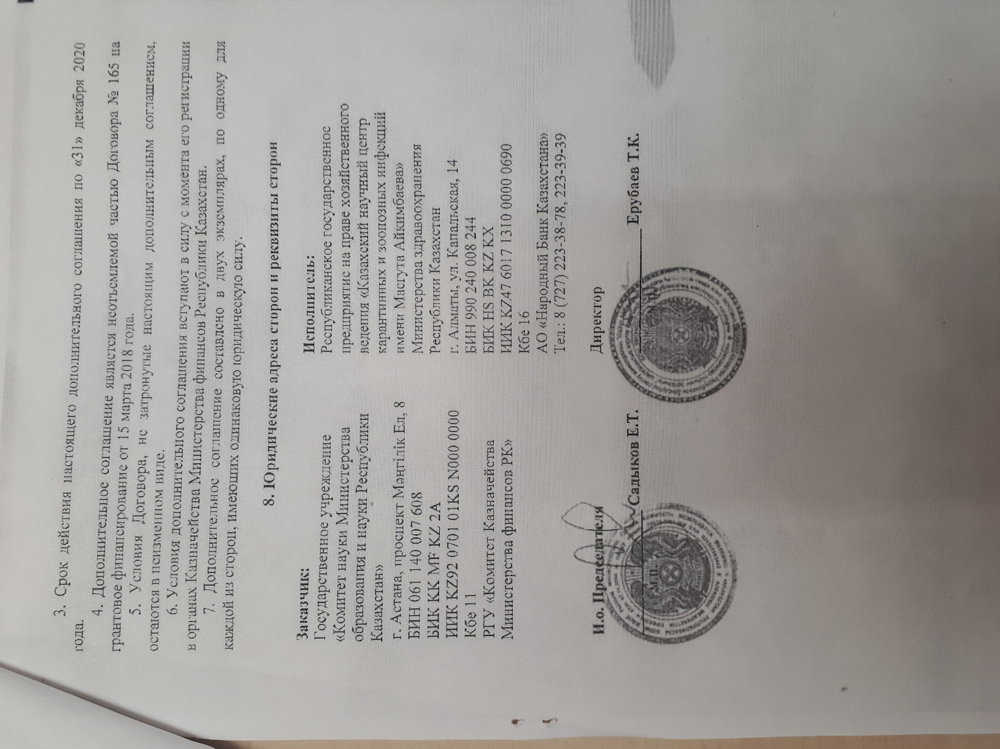 3. Срок действия настоящего дополнительного соглашения по «31» декабря 2020
года.
4. Дополнительное соглашение является неотъемлемой частью Договора № 165 на
грантовое финансирование от 15 марта 2018 года.
5. Условия Договора, не затронутые настоящим дополнительным соглашением,
остаются в неизменном виде.
6. Условия дополнительного соглашения вступают в силу с момента его регистрации
в органах Казначейства Министерства финансов Республики Казахстан.
7. Дополнительное соглашение составлено в двух экземплярах, по одному для
каждой из сторон, имеющих одинаковую юридическую силу.
8. Юридические адреса сторон и реквизиты сторон
Заказчик:
Государственное учреждение
«Комитет науки Министерства
образования и науки Республики
Казахстан»
г. Астана, проспект Мәңгілік Ел, 8
БИН 061 140 007 608
БИК KK MF KZ 2A
ИИК KZ92 0701 01KS N000 0000
Кбе 11
РГУ «Комитет Казначейства
Министерства финансов РК»
И.о. Председателя
Садыков Е.Т.
М.П.
Исполнитель:
Республиканское государственное
предприятие на праве хозяйственного
ведения «Казахский научный центр
карантинных и зоонозных инфекций
имени Масгута Айкимбаева»
Министерства здравоохранения
Республики Казахстан
г. Алматы, ул. Капальская, 14
БИН 990 240 008 244
БИК HS BK KZ KX
ИИК KZ47 6017 1310 0000 0690
Кбе 16
АО «Народный Банк Казахстана»
Тел.: 8 (727) 223-38-78, 223-39-39
Директор
Ерубаев Т.К.